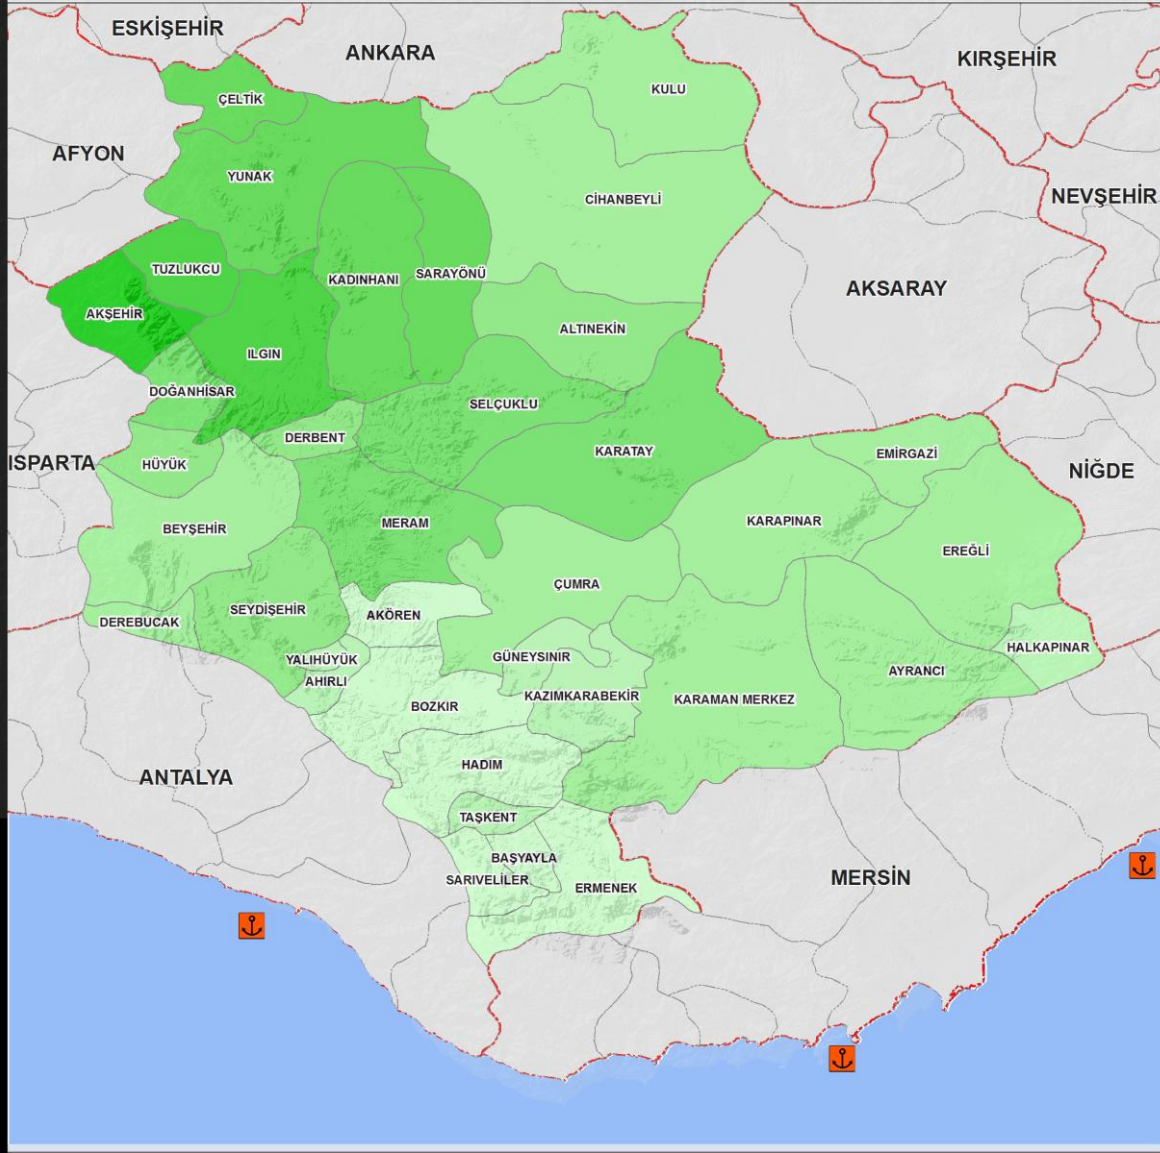 ESKİŞEHİR
ANKARA
KIRŞEHİR
KULU
ÇELTİK
AFYON
YUNAK
NEVŞEHİR
CİHANBEYLİ
TUZLUKCU
KADINHANI
SARAYÖNÜ
AKSARAY
AKŞEHİR
ALTINEKİN
ILGIN
DOĞANHİSAR
SELÇUKLU
DERBENT
KARATAY
EMİRGAZİ
ISPARTA
HÜYÜK
NİĞDE
BEYŞEHİR
MERAM
KARAPINAR
EREĞLİ
ÇUMRA
SEYDİŞEHİR
AKÖREN
DEREBUCAK
HALKAPINAR
YALIHÜYÜK
GÜNEYSINIR
AYRANCI
AHIRLI
KAZIMKARABEKİR
KARAMAN MERKEZ
BOZKIR
HADİM
ANTALYA
TAŞKENT
BAŞYAYLA
SARIVELİLER
ERMENEK
MERSİN